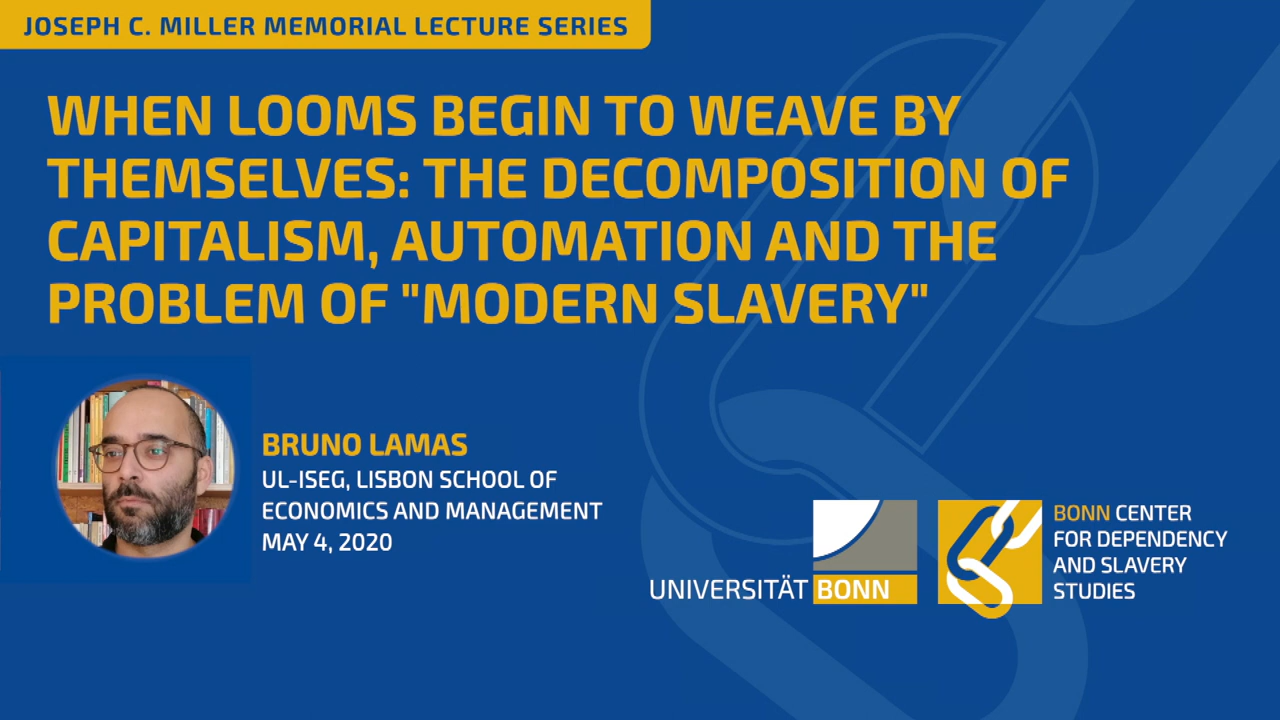 JOSEPH C. MILLER MEMORIAL LECTURE SERIES
WHEN LOOMS BEGIN TO WEAVE BY
THEMSELVES: THE DECOMPOSITION OF
CAPITALISM, AUTOMATION AND THE
PROBLEM OF "MODERN SLAVERY"
BRUNO LAMAS
UL-ISEG, LISBON SCHOOL OF
ECONOMICS AND MANAGEMENT
MAY 4, 2020
UNIVERSITÄT BONN
BONN CENTER
FOR DEPENDENCY
AND SLAVERY
STUDIES